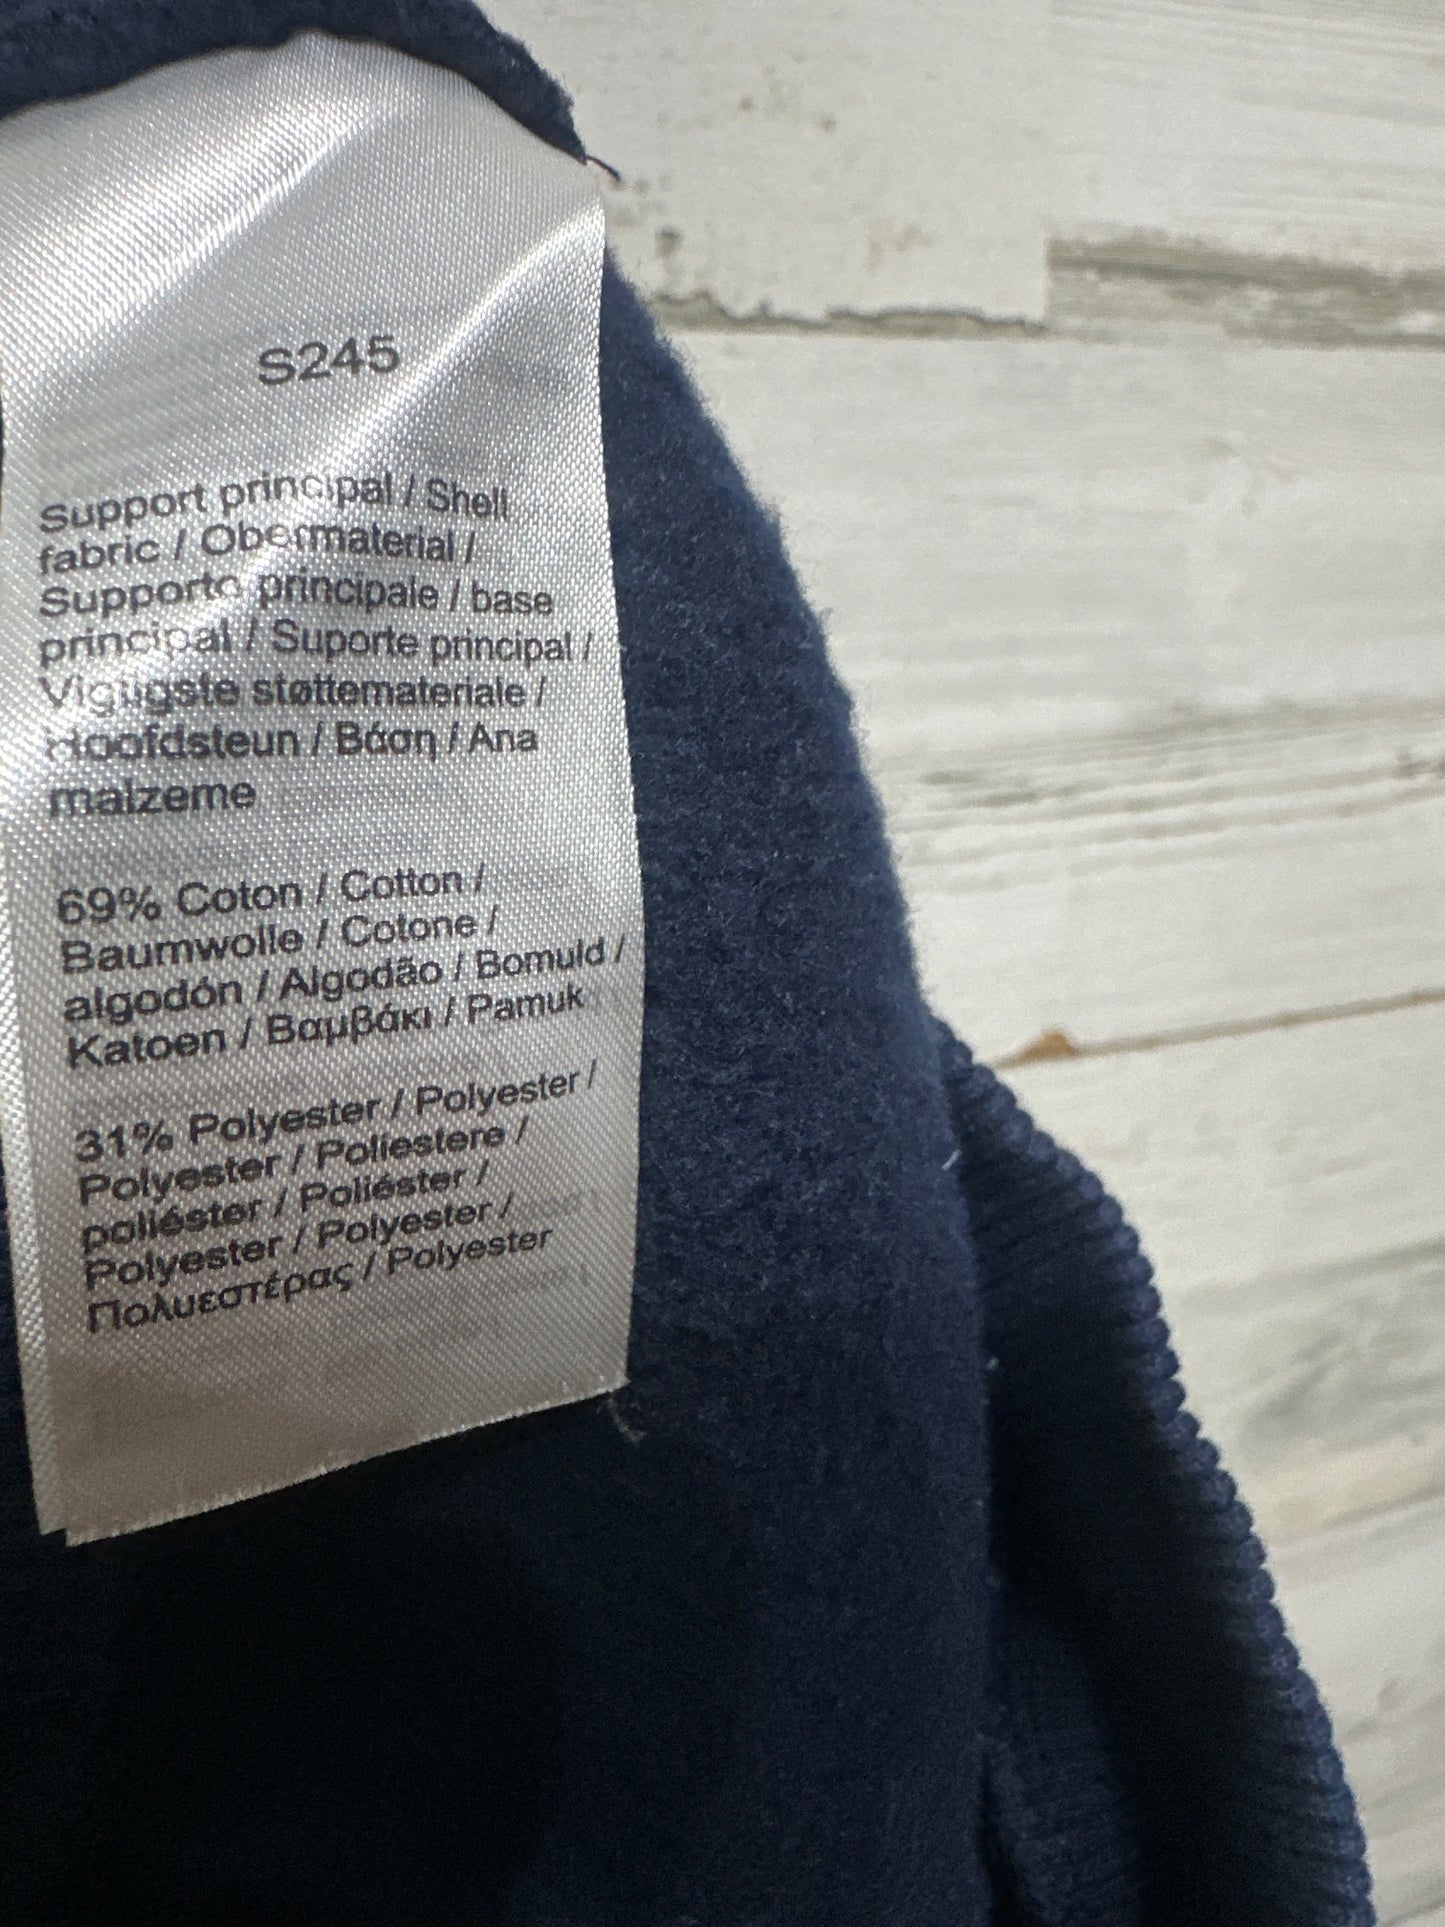 S245
Support principal / Shell
fabric / Obermaterial /
Supporto principale / base
principal / Suporte principal /
Vigtigste støttemateriale /
Hoofdsteun / Βάση / Ana
malzeme
69% Coton / Cotton /
Baumwolle / Cotone /
algodón / Algodão / Bomuld /
Katoen / Βαμβάκι / Pamuk
31% Polyester / Polyester /
Polyester / Poliestere /
poliéster / Poliéster /
Polyester / Polyester /
Πολυεστέρας / Polyester